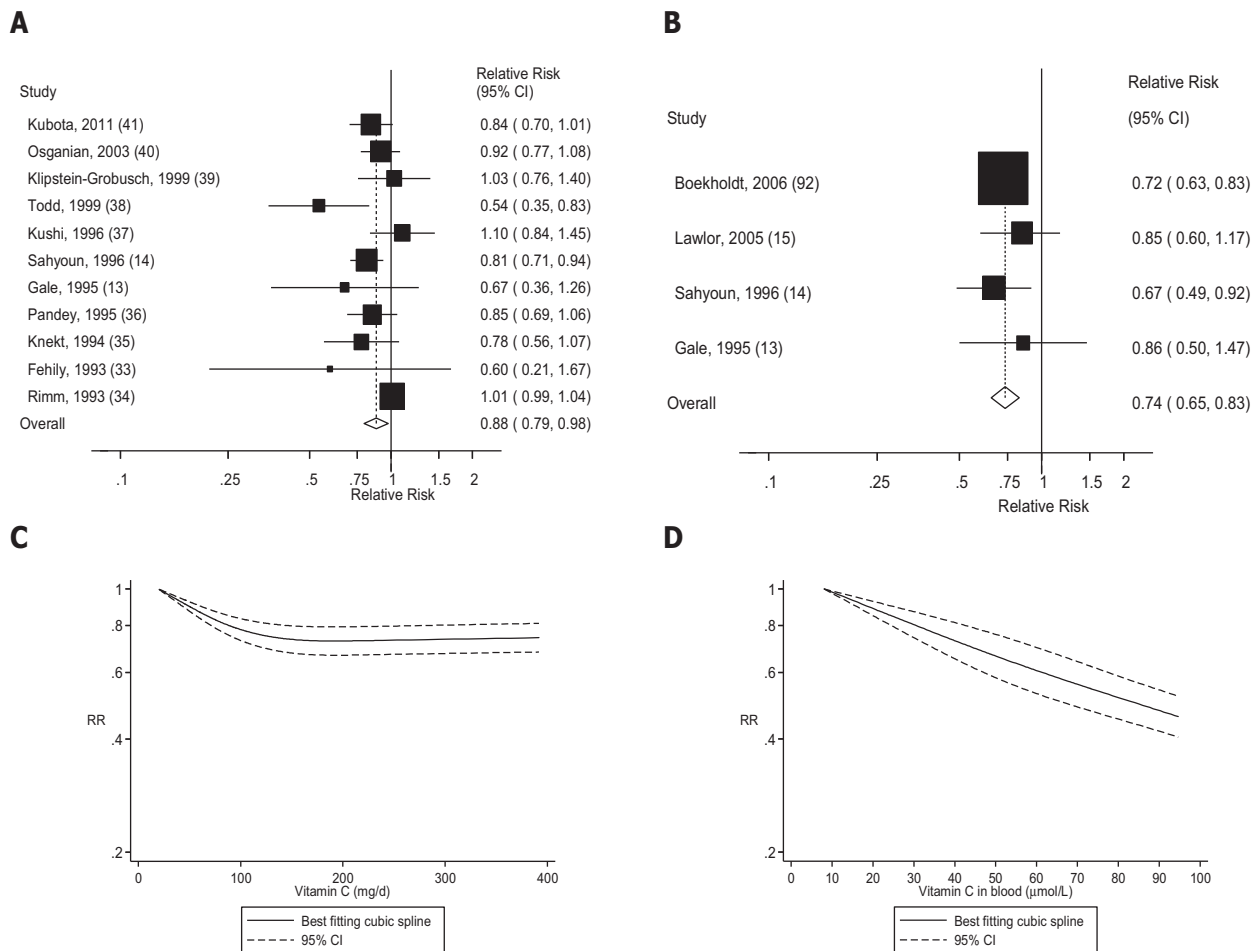 A
Relative Risk
Study (95% CI)
Kubota, 2011 (41) 0.84 ( 0.70, 1.01)
Osganian, 2003 (40) 0.92 ( 0.77, 1.08)
Klipstein-Grobusch, 1999 (39) 1.03 ( 0.76, 1.40)
Todd, 1999 (38) 0.54 ( 0.35, 0.83)
Kushi, 1996 (37) 1.10 ( 0.84, 1.45)
Sahyoun, 1996 (14) 0.81 ( 0.71, 0.94)
Gale, 1995 (13) 0.67 ( 0.36, 1.26)
Pandey, 1995 (36) 0.85 ( 0.69, 1.06)
Knekt, 1994 (35) 0.78 ( 0.56, 1.07)
Fehily, 1993 (33) 0.60 ( 0.21, 1.67)
Rimm, 1993 (34) 1.01 ( 0.99, 1.04)
Overall 0.88 ( 0.79, 0.98)
.1 .25 .5 .75 1 1.5 2
Relative Risk
B
Relative Risk
Study (95% CI)
Boekholdt, 2006 (92) 0.72 ( 0.63, 0.83)
Lawlor, 2005 (15) 0.85 ( 0.60, 1.17)
Sahyoun, 1996 (14) 0.67 ( 0.49, 0.92)
Gale, 1995 (13) 0.86 ( 0.50, 1.47)
Overall 0.74 ( 0.65, 0.83)
.1 .25 .5 .75 1 1.5 2
Relative Risk
C
1
.8
.6
RR
.4
.2
0 100 200 300 400
Vitamin C (mg/d)
Best fitting cubic spline
95% CI
D
1
.8
.6
RR
.4
.2
0 10 20 30 40 50 60 70 80 90 100
Vitamin C in blood (μmol/L)
Best fitting cubic spline
95% CI